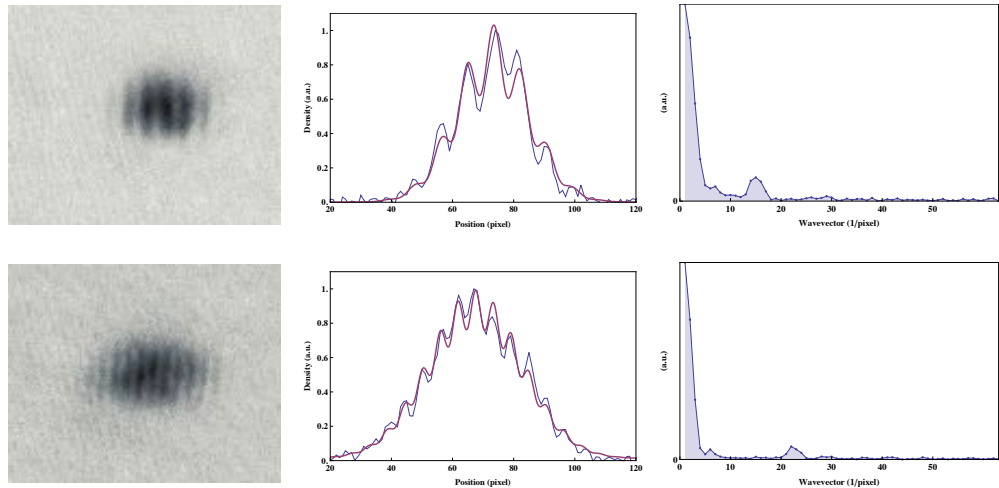 Density (a.u.)
1.
0.8
0.6
0.4
0.2
0.
20 40 60 80 100 120
Position (pixel)
(a.u.)
0
0 10 20 30 40 50
Wavevector (1/pixel)
Density (a.u.)
1.
0.8
0.6
0.4
0.2
0.
20 40 60 80 100 120
Position (pixel)
(a.u.)
0
0 10 20 30 40 50
Wavevector (1/pixel)